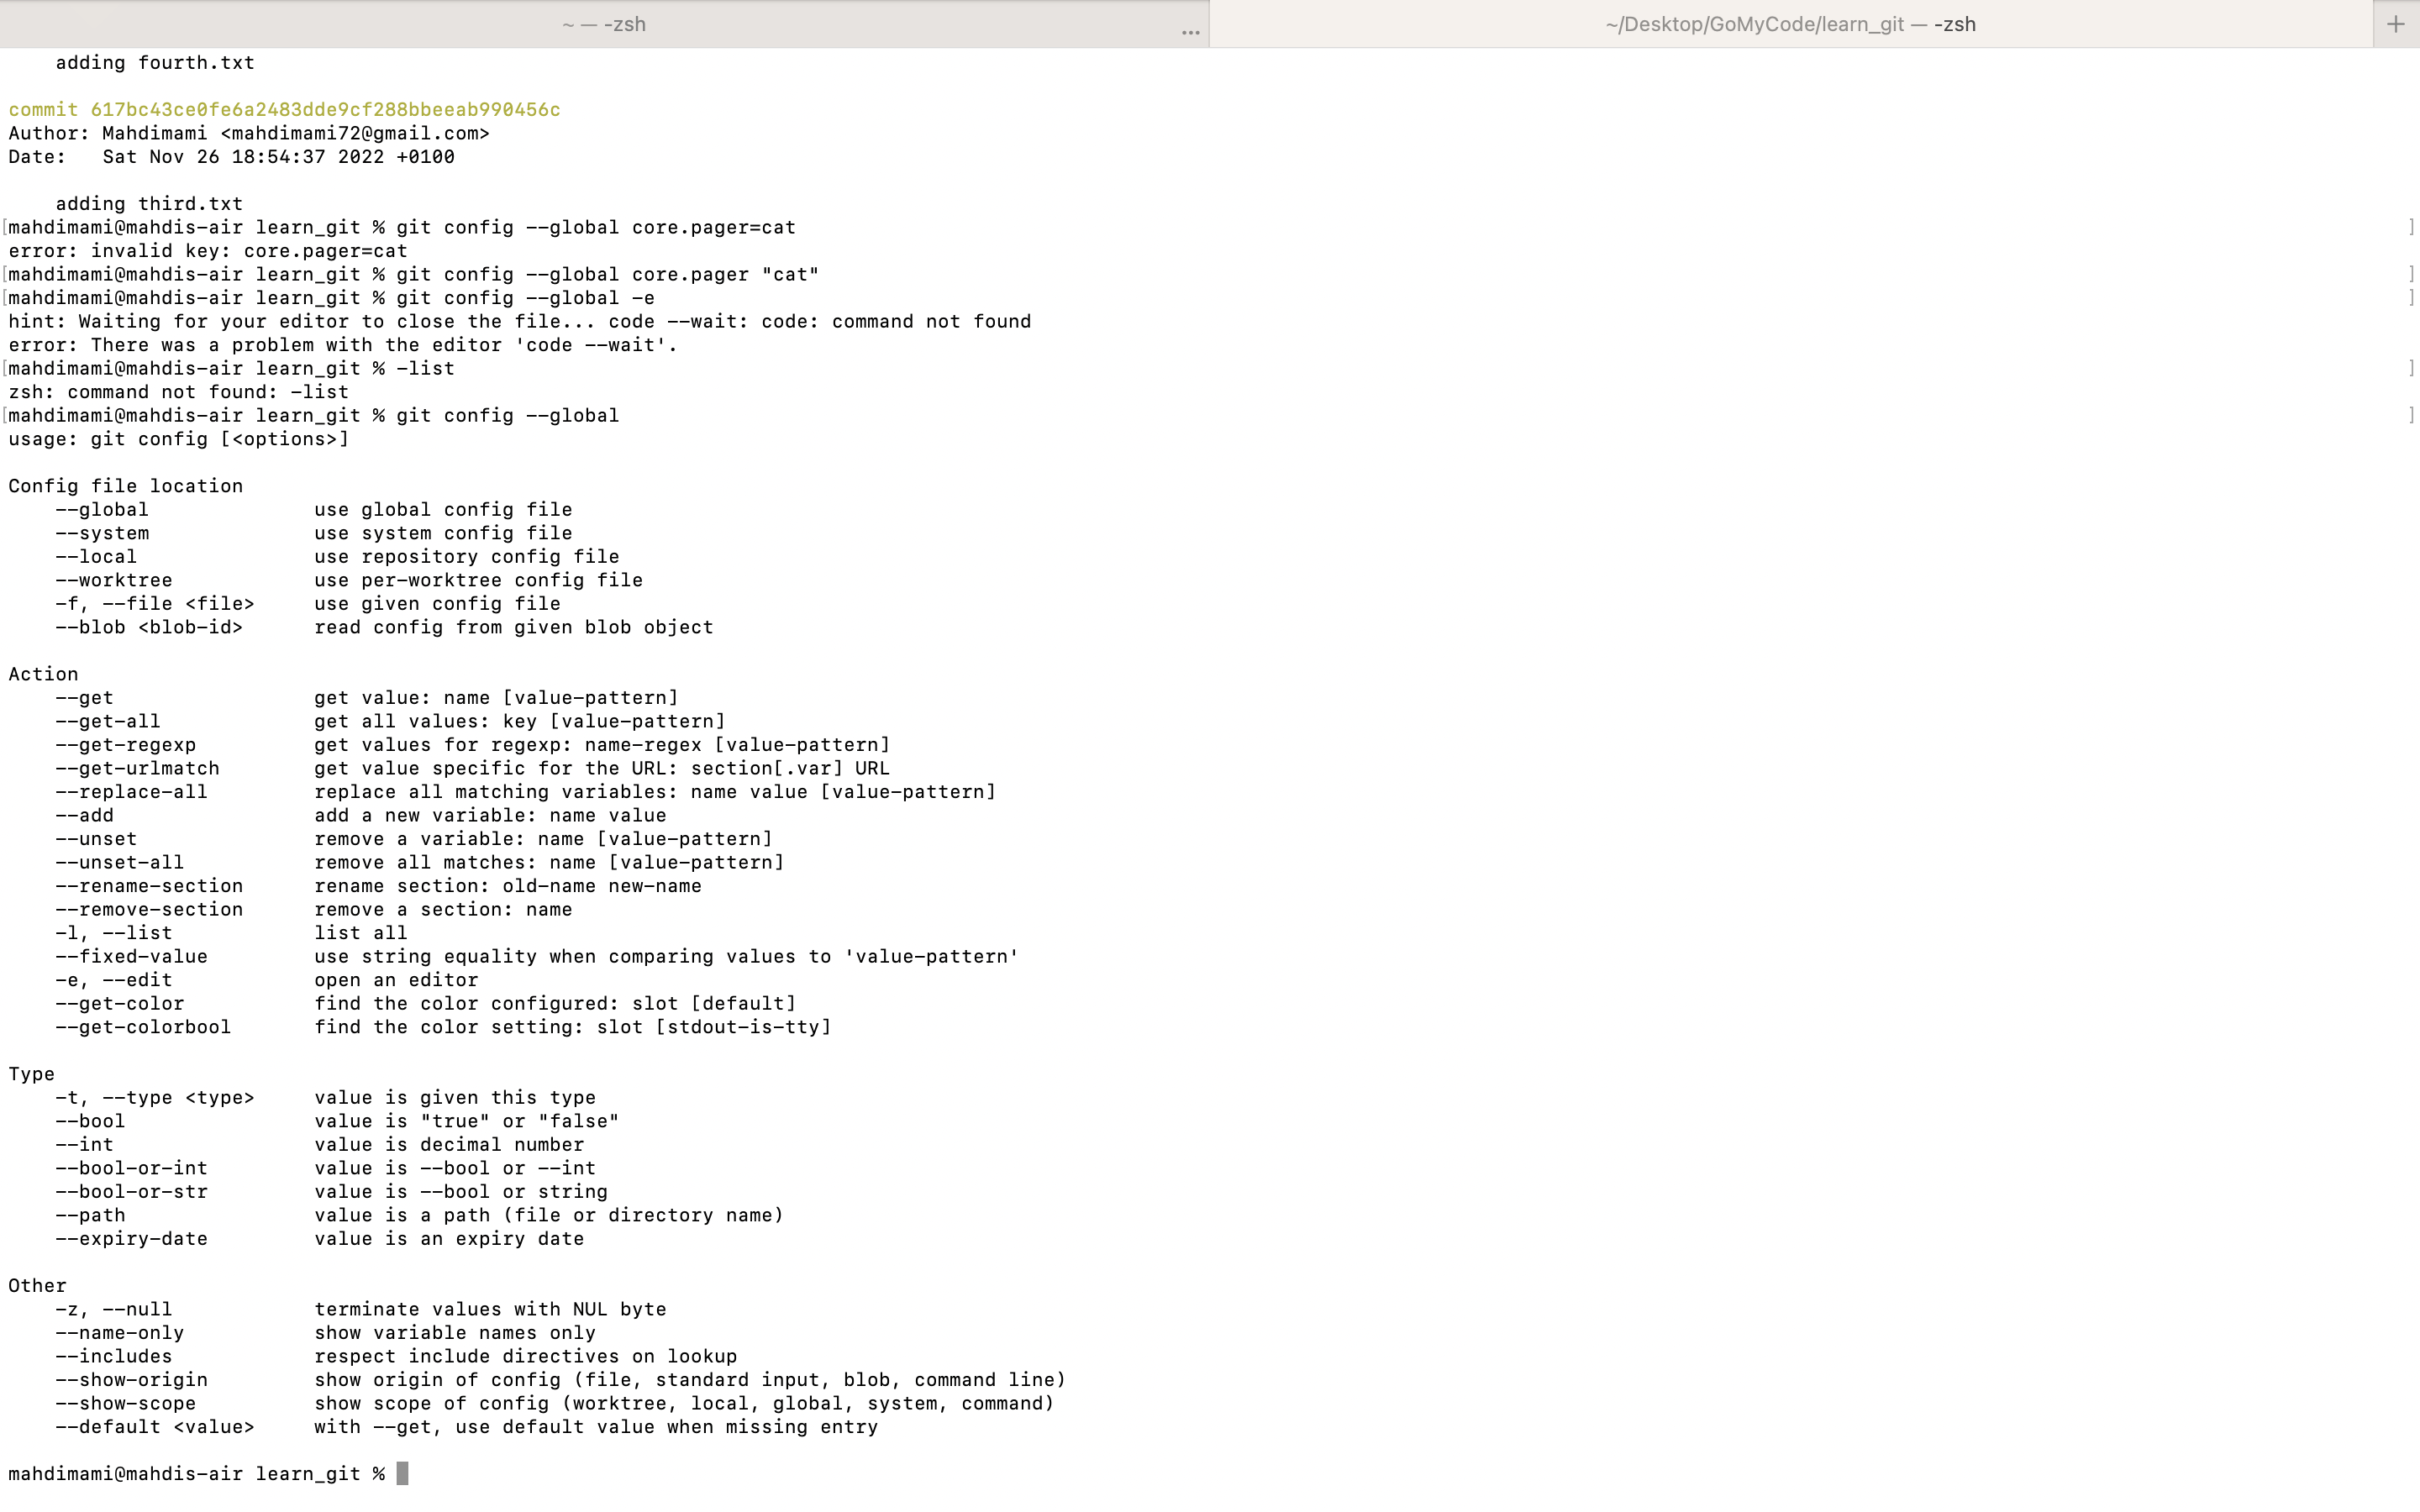 ~ — -zsh
...
~/Desktop/GoMyCode/learn_git — -zsh
+
adding fourth.txt
commit 617bc43ce0fe6a2483dde9cf288bbeeab990456c
Author: Mahdimami <mahdimami72@gmail.com>
Date:   Sat Nov 26 18:54:37 2022 +0100
adding third.txt
[mahdimami@mahdis-air learn_git % git config --global core.pager=cat ]
error: invalid key: core.pager=cat
[mahdimami@mahdis-air learn_git % git config --global core.pager "cat" ]
[mahdimami@mahdis-air learn_git % git config --global -e ]
hint: Waiting for your editor to close the file... code --wait: code: command not found
error: There was a problem with the editor 'code --wait'.
[mahdimami@mahdis-air learn_git % -list ]
zsh: command not found: -list
[mahdimami@mahdis-air learn_git % git config --global ]
usage: git config [<options>]
Config file location
    --global              use global config file
    --system              use system config file
    --local               use repository config file
    --worktree            use per-worktree config file
    -f, --file <file>     use given config file
    --blob <blob-id>      read config from given blob object
Action
    --get                 get value: name [value-pattern]
    --get-all             get all values: key [value-pattern]
    --get-regexp          get values for regexp: name-regex [value-pattern]
    --get-urlmatch        get value specific for the URL: section[.var] URL
    --replace-all         replace all matching variables: name value [value-pattern]
    --add                 add a new variable: name value
    --unset               remove a variable: name [value-pattern]
    --unset-all           remove all matches: name [value-pattern]
    --rename-section      rename section: old-name new-name
    --remove-section      remove a section: name
    -l, --list            list all
    --fixed-value         use string equality when comparing values to 'value-pattern'
    -e, --edit            open an editor
    --get-color           find the color configured: slot [default]
    --get-colorbool       find the color setting: slot [stdout-is-tty]
Type
    -t, --type <type>     value is given this type
    --bool                value is "true" or "false"
    --int                 value is decimal number
    --bool-or-int         value is --bool or --int
    --bool-or-str         value is --bool or string
    --path                value is a path (file or directory name)
    --expiry-date         value is an expiry date
Other
    -z, --null            terminate values with NUL byte
    --name-only           show variable names only
    --includes            respect include directives on lookup
    --show-origin         show origin of config (file, standard input, blob, command line)
    --show-scope          show scope of config (worktree, local, global, system, command)
    --default <value>     with --get, use default value when missing entry
mahdimami@mahdis-air learn_git %